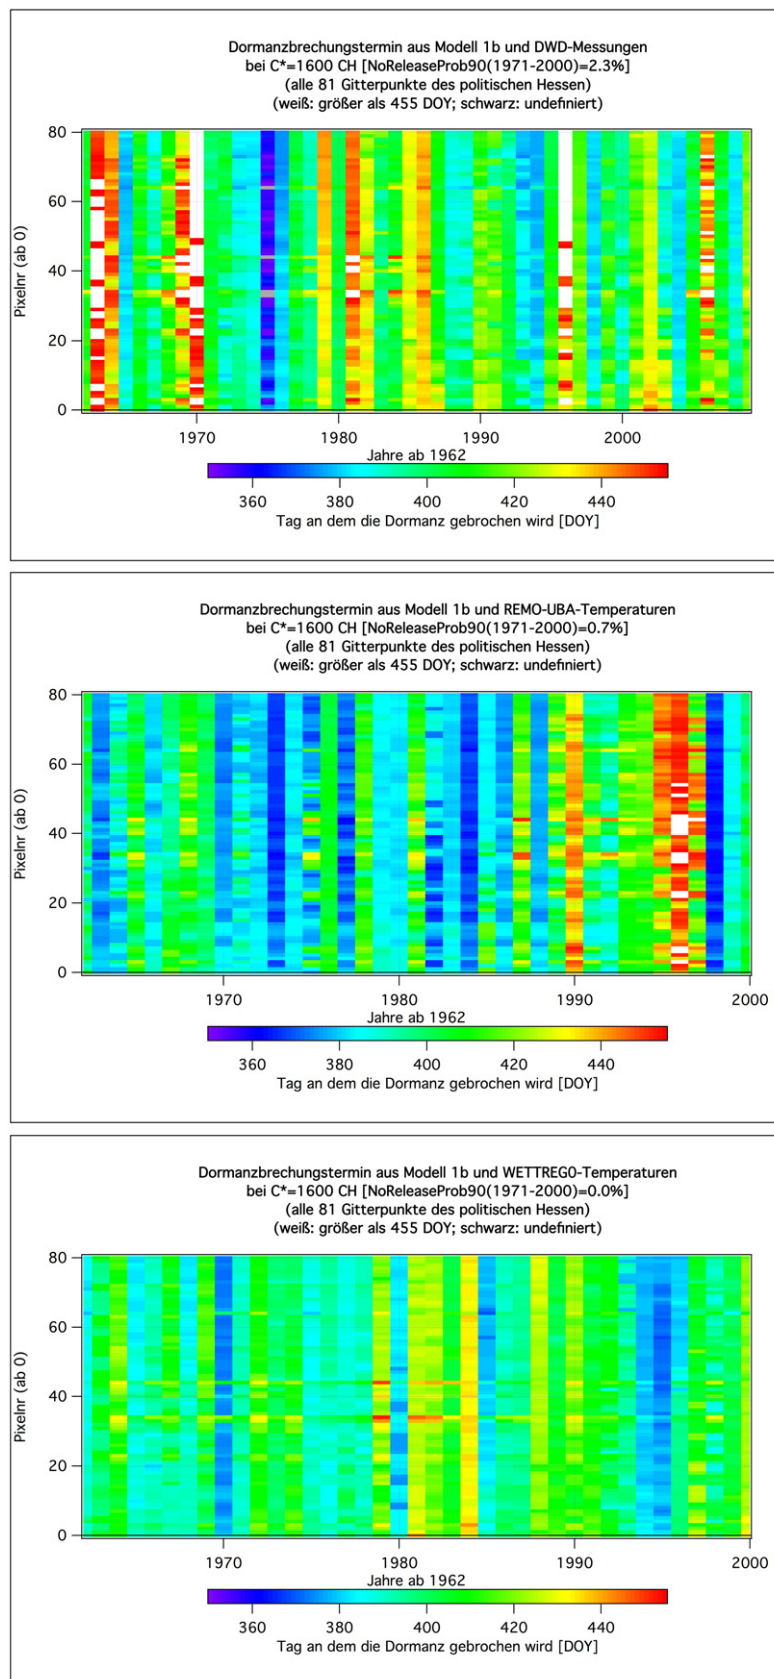 Dormanzbrechungstermin aus Modell 1b und DWD-Messungen
bei C*=1600 CH [NoReleaseProb90(1971-2000)=2.3%]
(alle 81 Gitterpunkte des politischen Hessen)
(weiß: größer als 455 DOY; schwarz: undefiniert)
80
60
40
20
0
Pixelnr (ab 0)
1970 1980 1990 2000
Jahre ab 1962
360 380 400 420 440
Tag an dem die Dormanz gebrochen wird [DOY]
Dormanzbrechungstermin aus Modell 1b und REMO-UBA-Temperaturen
bei C*=1600 CH [NoReleaseProb90(1971-2000)=0.7%]
(alle 81 Gitterpunkte des politischen Hessen)
(weiß: größer als 455 DOY; schwarz: undefiniert)
80
60
40
20
0
Pixelnr (ab 0)
1970 1980 1990 2000
Jahre ab 1962
360 380 400 420 440
Tag an dem die Dormanz gebrochen wird [DOY]
Dormanzbrechungstermin aus Modell 1b und WETTREG0-Temperaturen
bei C*=1600 CH [NoReleaseProb90(1971-2000)=0.0%]
(alle 81 Gitterpunkte des politischen Hessen)
(weiß: größer als 455 DOY; schwarz: undefiniert)
80
60
40
20
0
Pixelnr (ab 0)
1970 1980 1990 2000
Jahre ab 1962
360 380 400 420 440
Tag an dem die Dormanz gebrochen wird [DOY]